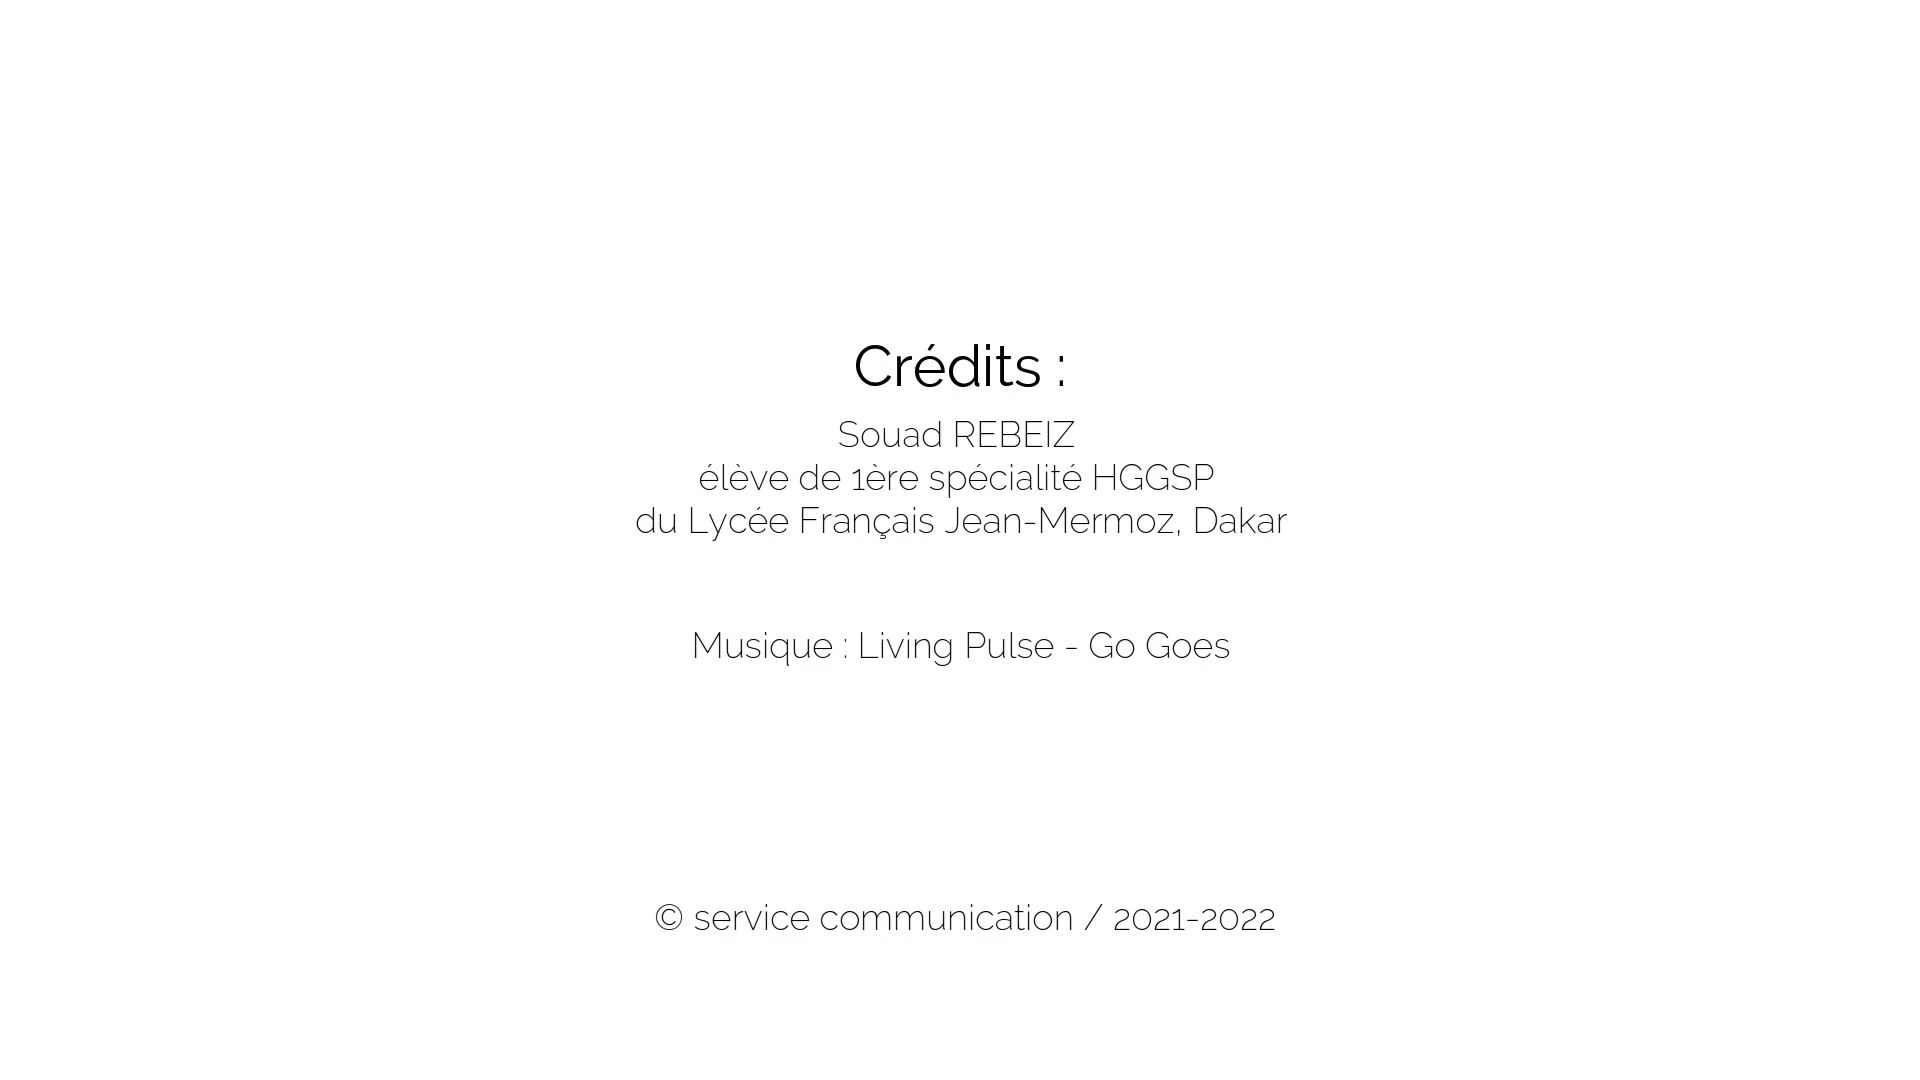 Crédits :
Souad REBEIZ
élève de 1ère spécialité HGGSP
du Lycée Français Jean-Mermoz, Dakar
Musique : Living Pulse - Go Goes
© service communication / 2021-2022